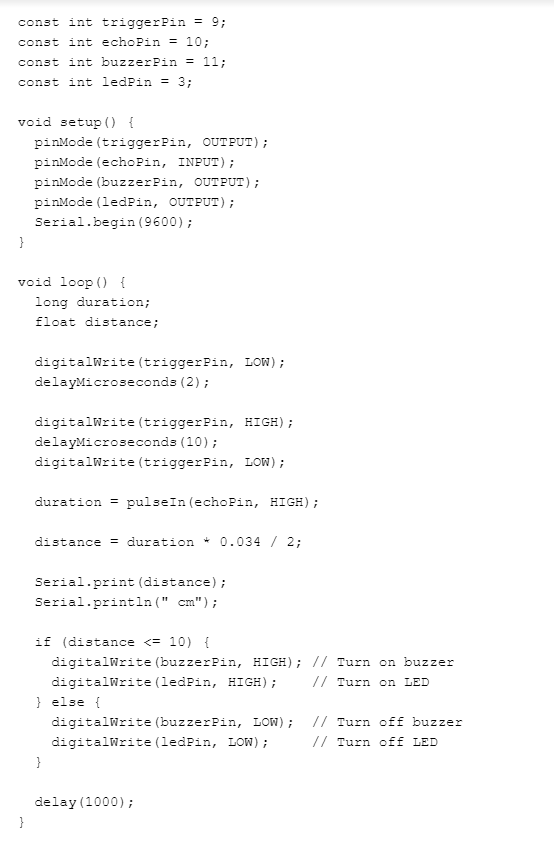 const int triggerPin = 9;
const int echoPin = 10;
const int buzzerPin = 11;
const int ledPin = 3;

void setup() {
  pinMode(triggerPin, OUTPUT);
  pinMode(echoPin, INPUT);
  pinMode(buzzerPin, OUTPUT);
  pinMode(ledPin, OUTPUT);
  Serial.begin(9600);
}

void loop() {
  long duration;
  float distance;

  digitalWrite(triggerPin, LOW);
  delayMicroseconds(2);

  digitalWrite(triggerPin, HIGH);
  delayMicroseconds(10);
  digitalWrite(triggerPin, LOW);

  duration = pulseIn(echoPin, HIGH);

  distance = duration * 0.034 / 2;

  Serial.print(distance);
  Serial.println(" cm");

  if (distance <= 10) {
    digitalWrite(buzzerPin, HIGH); // Turn on buzzer
    digitalWrite(ledPin, HIGH);    // Turn on LED
  } else {
    digitalWrite(buzzerPin, LOW);  // Turn off buzzer
    digitalWrite(ledPin, LOW);     // Turn off LED
  }

  delay(1000);
}